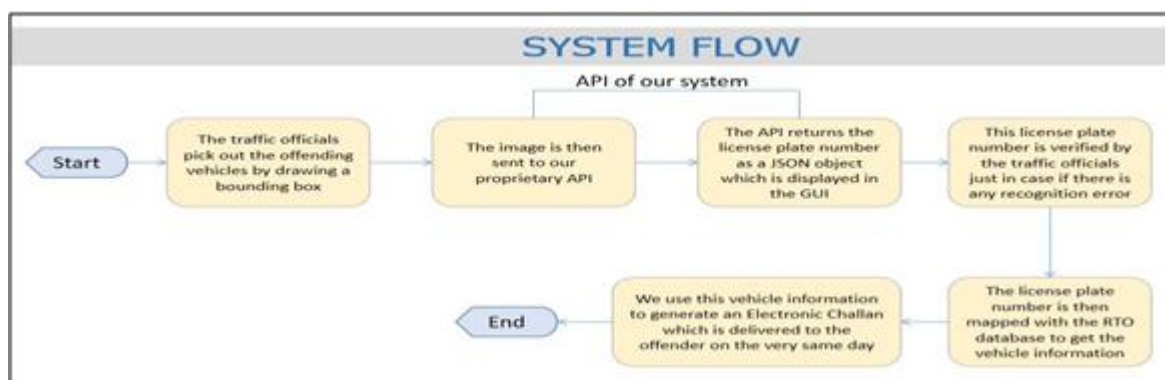 SYSTEM FLOW
API of our system
Start
The traffic officials
pick out the offending
vehicles by drawing a
bounding box
The image is then
sent to our
proprietary API
The API returns the
license plate number
as a JSON object
which is displayed in
the GUI
This license plate
number is verified by
the traffic officials
just in case if there is
any recognition error
The license plate
number is then
mapped with the RTO
database to get the
vehicle information
We use this vehicle information
to generate an Electronic Challan
which is delivered to the
offender on the very same day
End